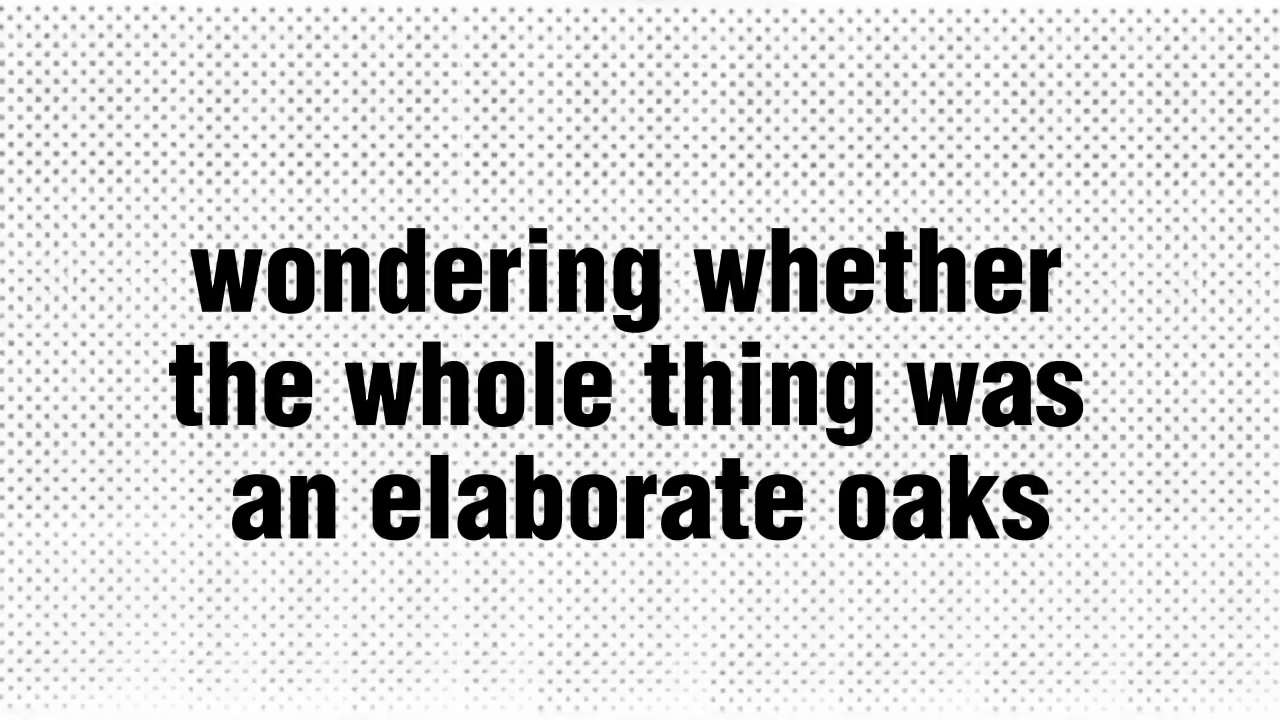 wondering whether
the whole thing was
an elaborate oaks